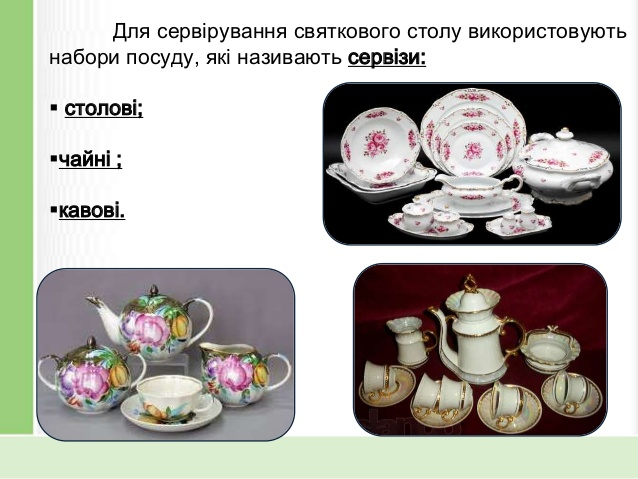 Для сервірування святкового столу використовують
набори посуду, які називають сервізи:
▪ столові;
▪чайні ;
▪кавові.